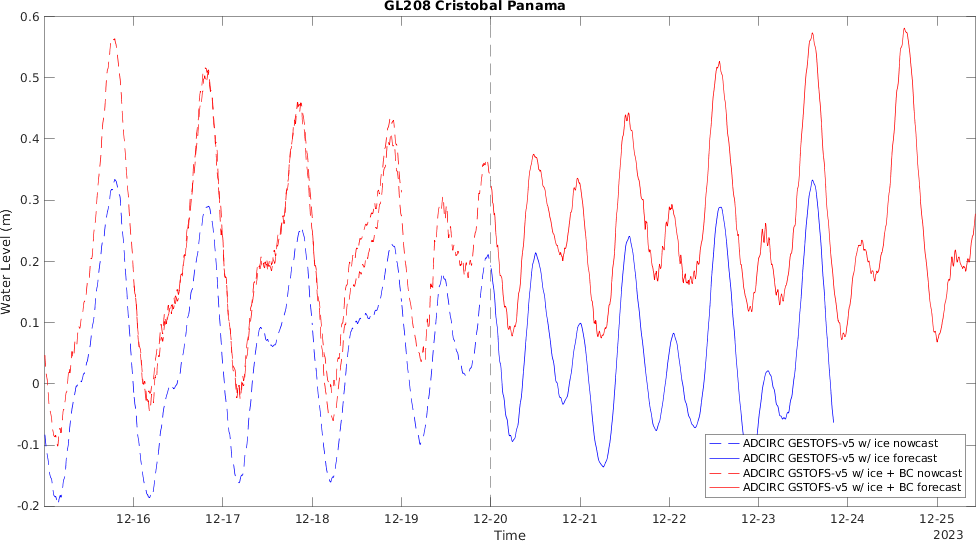 GL208 Cristobal Panama
0.6
0.5
0.4
0.3
0.2
0.1
0
-0.1
-0.2
Water Level (m)
ADCIRC GESTOFS-v5 w/ ice nowcast
ADCIRC GESTOFS-v5 w/ ice forecast
ADCIRC GSTOFS-v5 w/ ice + BC nowcast
ADCIRC GSTOFS-v5 w/ ice + BC forecast
12-16 12-17 12-18 12-19 12-20 12-21 12-22 12-23 12-24 12-25
Time
2023